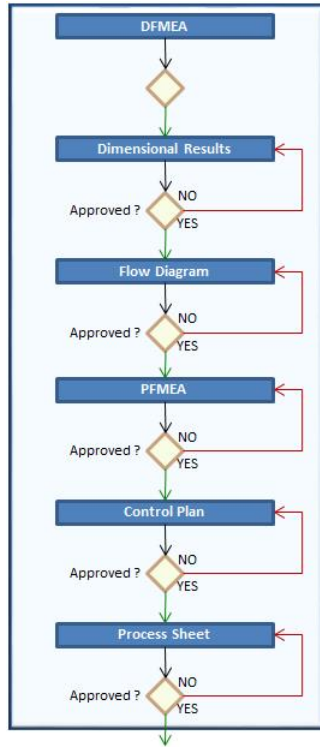 DFMEA
Dimensional Results
NO
Approved ?
YES
Flow Diagram
NO
Approved ?
YES
PFMEA
NO
Approved ?
YES
Control Plan
NO
Approved ?
YES
Process Sheet
NO
Approved ?
YES